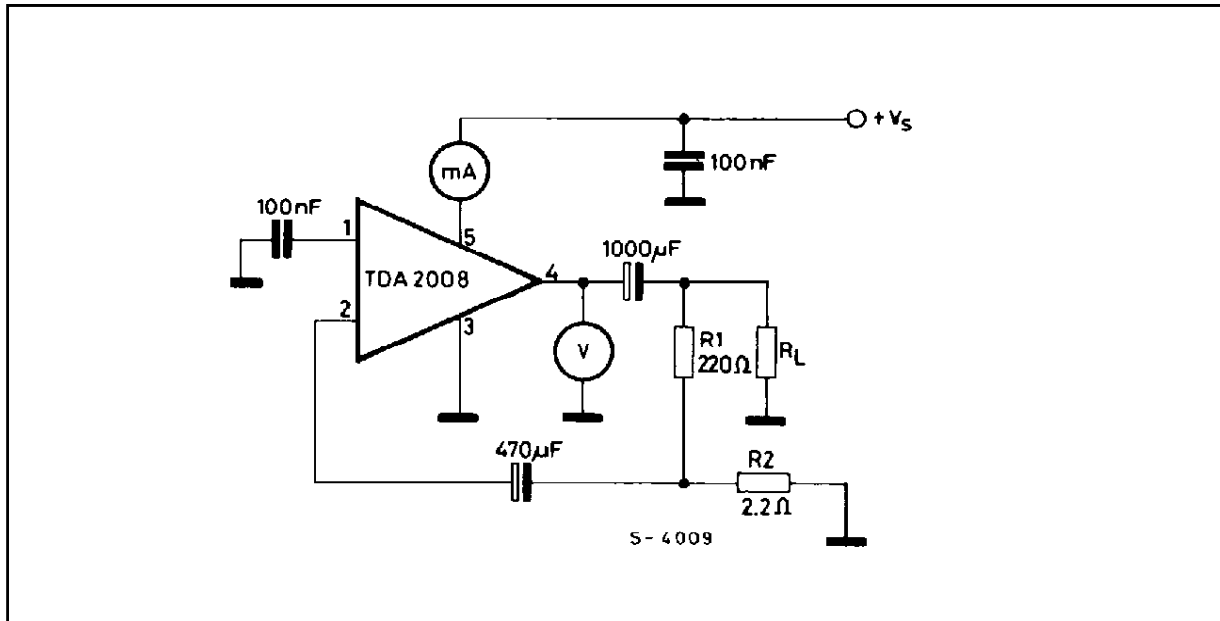 + Vs
100nF
mA
100nF
1
5
1000µF
TDA 2008
4
2
3
V
R1
220Ω
RL
470µF
R2
2.2Ω
S- 4009